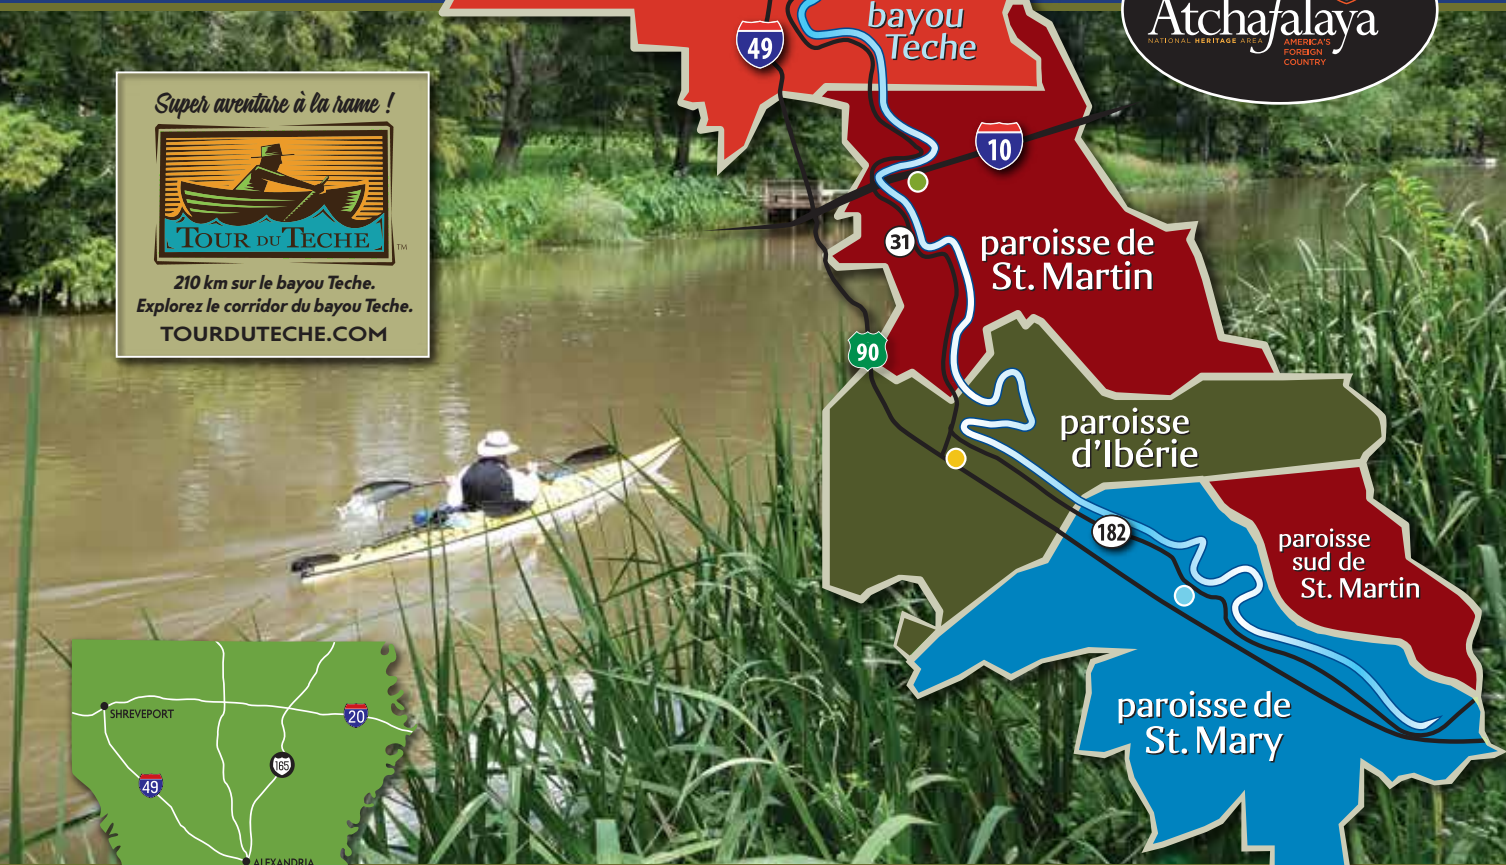 bayou
Teche
49
Atchafalaya
NATIONAL HERITAGE AREA
AMERICA'S
FOREIGN
COUNTRY
Super aventure à la rame !
TOUR DU TECHE
TM
210 km sur le bayou Teche.
Explorez le corridor du bayou Teche.
TOURDUTECHE.COM
10
31
paroisse de
St. Martin
90
paroisse
d'Ibérie
182
paroisse
sud de
St. Martin
paroisse de
St. Mary
SHREVEPORT
20
165
49
ALEXANDRIA